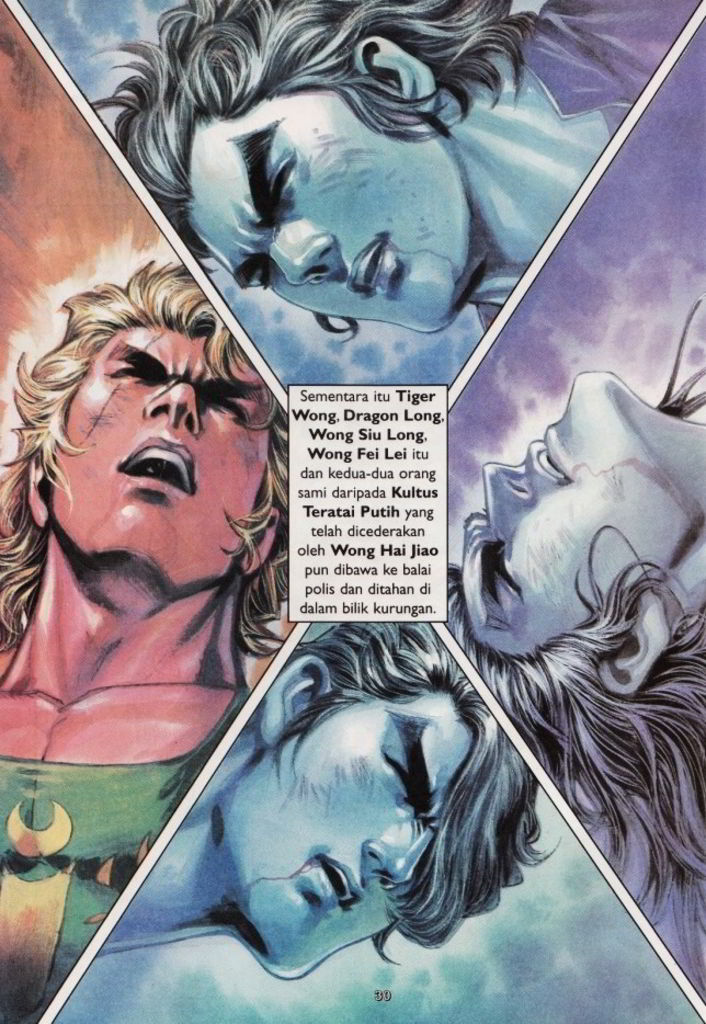 Sementara itu Tiger
Wong, Dragon Long,
Wong Siu Long,
Wong Fei Lei itu
dan kedua-dua orang
sami daripada Kultus
Teratai Putih yang
telah dicederakan
oleh Wong Hai Jiao
pun dibawa ke balai
polis dan ditahan di
dalam bilik kurungan.
30